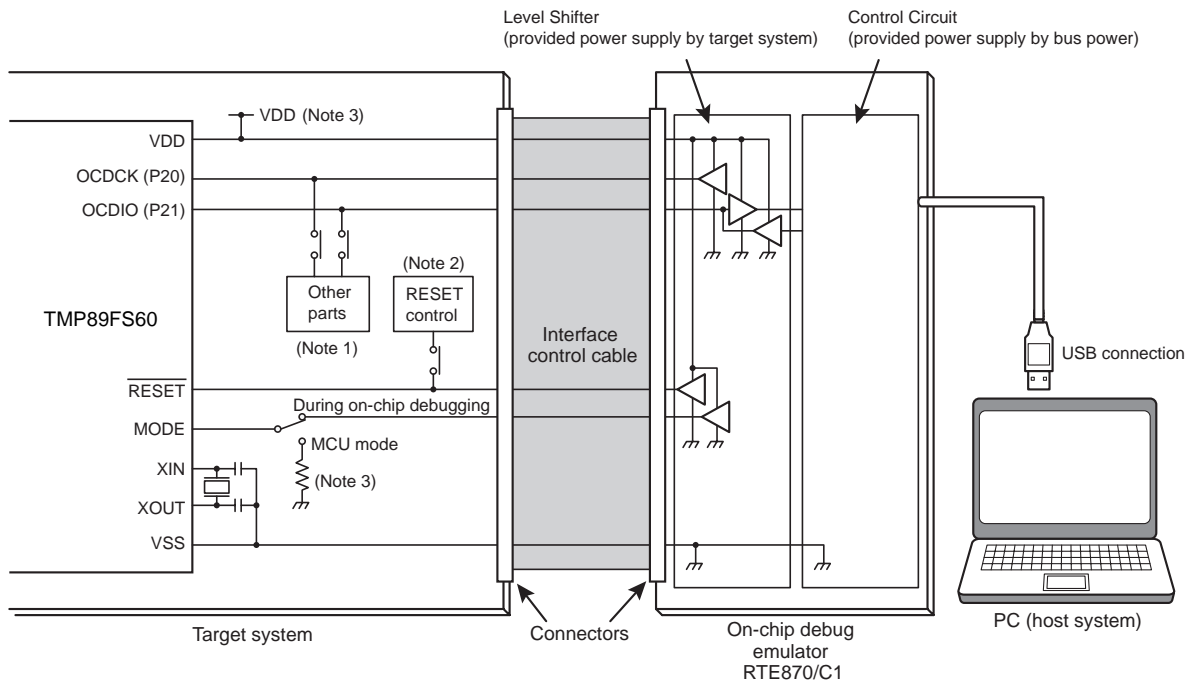 Level Shifter
(provided power supply by target system)
Control Circuit
(provided power supply by bus power)
VDD (Note 3)
VDD
OCDCK (P20)
OCDIO (P21)
(Note 2)
Other
parts
RESET
control
TMP89FS60
(Note 1)
Interface
control cable
USB connection
RESET
During on-chip debugging
MODE
MCU mode
XIN
(Note 3)
XOUT
VSS
Target system
Connectors
On-chip debug
emulator
RTE870/C1
PC (host system)